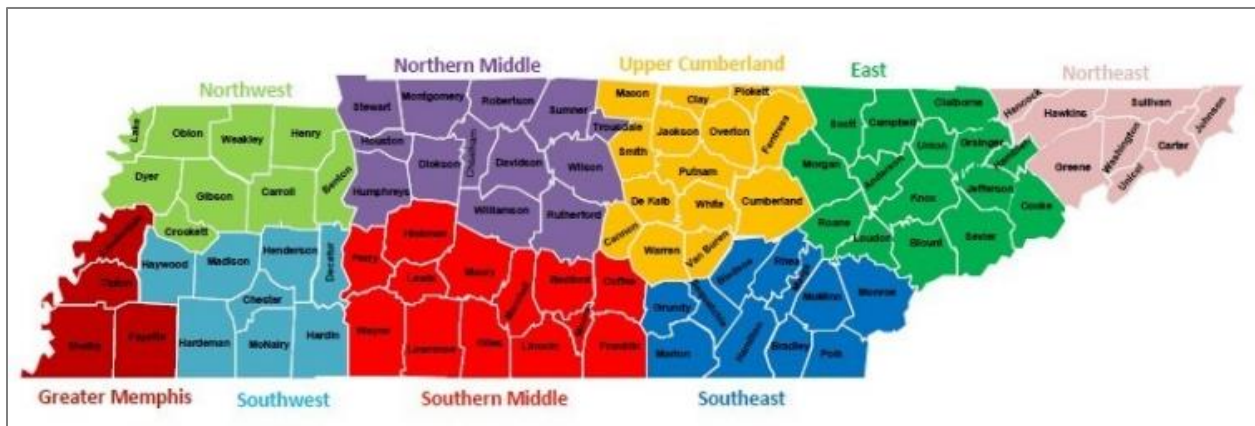 Northern Middle Upper Cumberland East Northeast
Northwest
Lake Obion Weakley Henry Stewart Montgomery Robertson Sumner Macon Clay Pickett Scott Campbell Claiborne Hancock Hawkins Sullivan Johnson
Houston Cheatham Trousdale Jackson Overton Fentress Union Grainger Hamblen Washington Carter
Dyer Gibson Carroll Benton Humphreys Dickson Davidson Wilson Smith Putnam Morgan Anderson Knox Jefferson Cocke Greene Unicoi
Crockett Williamson Rutherford De Kalb White Cumberland Roane Loudon Blount Sevier
Haywood Madison Henderson Decatur Perry Hickman Cannon Warren Van Buren
Tipton Chester Lewis Maury Bedford Coffee Grundy Bledsoe Rhea McMinn Monroe
Shelby Fayette Hardeman McNairy Hardin Wayne Lawrence Giles Lincoln Franklin Marion Hamilton Bradley Polk
Greater Memphis Southwest Southern Middle Southeast